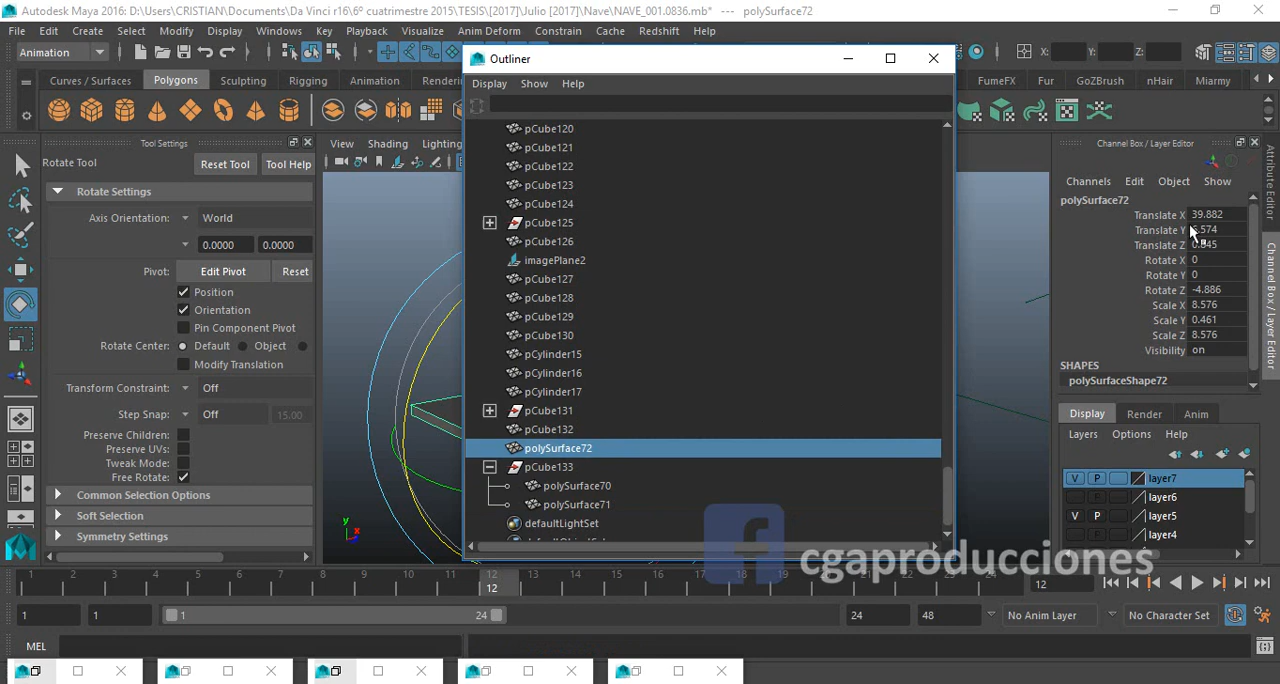 Autodesk Maya 2016: D:\Users\CRISTIAN\Documents\Da Vinci r16\6º cuatrimestre 2015\TESIS\[2017]\Julio [2017]\Nave\NAVE_001.0836.mb* --- polySurface72
File Edit Create Select Modify Display Windows Key Playback Visualize Anim Deform Constrain Cache Redshift Help
Animation X: Y: Z:
Outliner
Curves / Surfaces Polygons Sculpting Rigging Animation FumeFX Fur GoZBrush nHair Miarmy
Display Show Help
Tool Settings
View Shading Lighting
Channel Box / Layer Editor
Rotate Tool Reset Tool Tool Help
Rotate Settings
Axis Orientation: World
0.0000 0.0000
Pivot: Edit Pivot Reset
Position
Orientation
Pin Component Pivot
Rotate Center: Default Object
Modify Translation
Transform Constraint: Off
Step Snap: Off 15.00
Preserve Children:
Preserve UVs:
Tweak Mode:
Free Rotate:
Common Selection Options
Soft Selection
Symmetry Settings
y
x
pCube120
pCube121
pCube122
pCube123
pCube124
pCube125
pCube126
imagePlane2
pCube127
pCube128
pCube129
pCube130
pCylinder15
pCylinder16
pCylinder17
pCube131
pCube132
polySurface72
pCube133
polySurface70
polySurface71
defaultLightSet
Channels Edit Object Show
polySurface72
Translate X 39.882
Translate Y
Translate Z
Rotate X 0
Rotate Y 0
Rotate Z -4.886
Scale X 8.576
Scale Y 0.461
Scale Z 8.576
Visibility on
SHAPES
polySurfaceShape72
Display Render Anim
Layers Options Help
V P layer7
layer6
V P layer5
layer4
Attribute Editor
Channel Box / Layer Editor
f cgaproducciones
1 2 3 4 5 6 7 8 9 10 11 12 13 14 15 16 17 18 19 20 21 22 23 24
12
12
1 1 1 24 24 48 No Anim Layer No Character Set
MEL